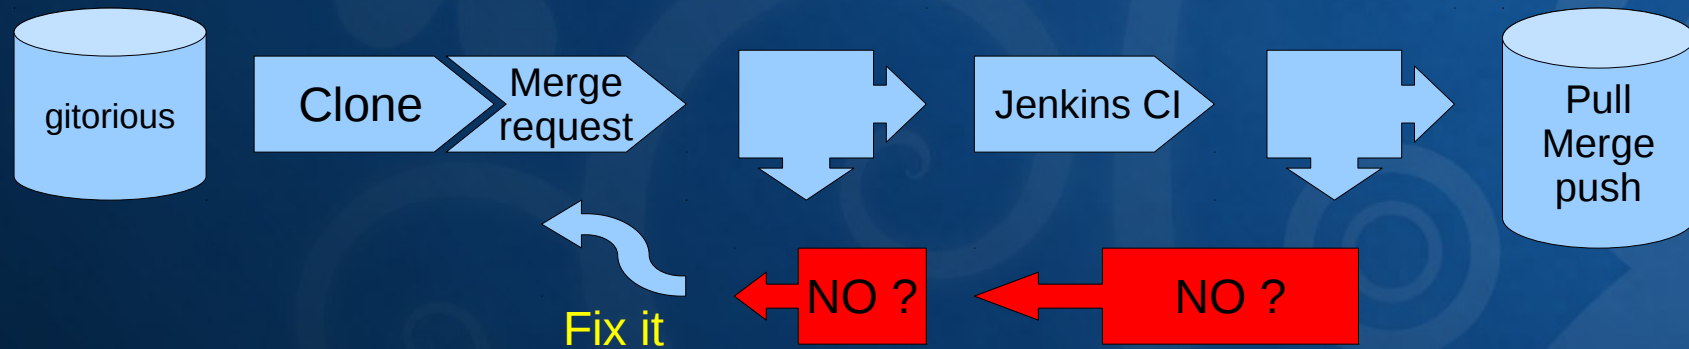 gitorious
Clone
Merge
request
Jenkins CI
Pull
Merge
push
NO ?
NO ?
Fix it